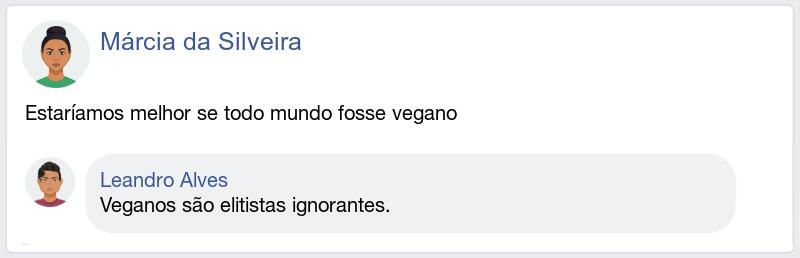 Márcia da Silveira
Estaríamos melhor se todo mundo fosse vegano
Leandro Alves
Veganos são elitistas ignorantes.